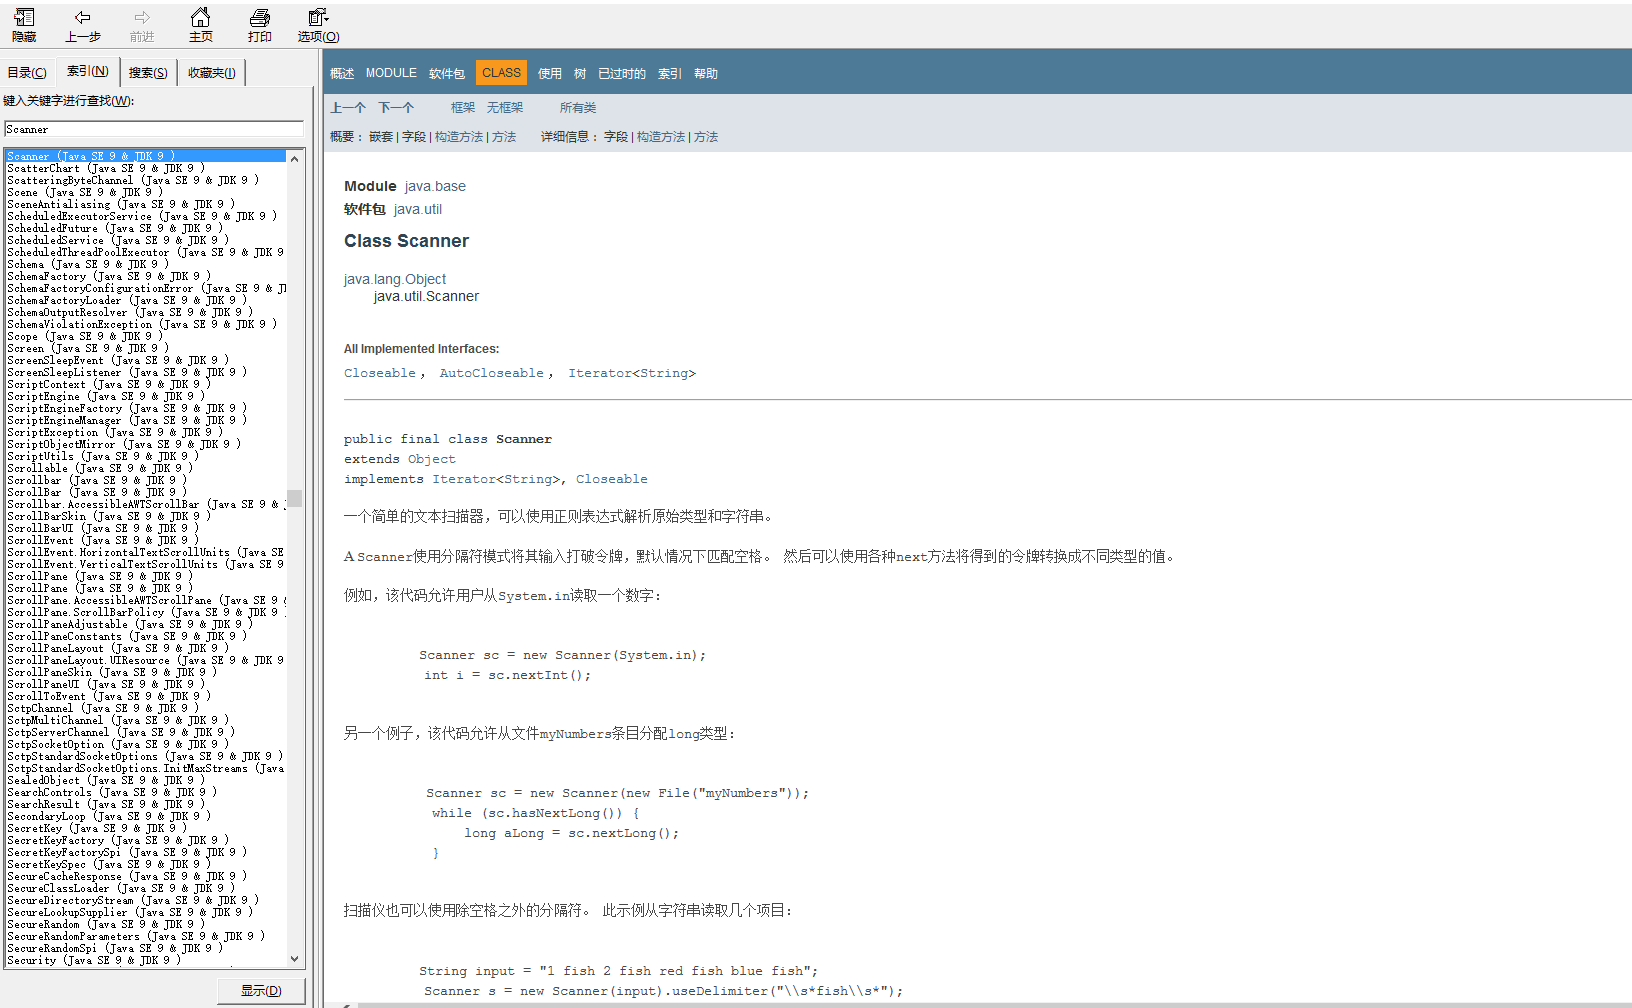 隐藏 上一步 前进 主页 打印 选项(O)
目录(C) 索引(N) 搜索(S) 收藏夹(I)
键入关键字进行查找(W):
Scanner
Scanner (Java SE 9 & JDK 9 )
ScatterChart (Java SE 9 & JDK 9 )
ScatteringByteChannel (Java SE 9 & JDK 9 )
Scene (Java SE 9 & JDK 9 )
SceneAntialiasing (Java SE 9 & JDK 9 )
ScheduledExecutorService (Java SE 9 & JDK 9 )
ScheduledFuture (Java SE 9 & JDK 9 )
ScheduledService (Java SE 9 & JDK 9 )
ScheduledThreadPoolExecutor (Java SE 9 & JDK 9
Schema (Java SE 9 & JDK 9 )
SchemaFactory (Java SE 9 & JDK 9 )
SchemaFactoryConfigurationError (Java SE 9 &
SchemaFactoryLoader (Java SE 9 & JDK 9 )
SchemaOutputResolver (Java SE 9 & JDK 9 )
SchemaViolationException (Java SE 9 & JDK 9 )
Scope (Java SE 9 & JDK 9 )
Screen (Java SE 9 & JDK 9 )
ScreenSleepEvent (Java SE 9 & JDK 9 )
ScreenSleepListener (Java SE 9 & JDK 9 )
ScriptContext (Java SE 9 & JDK 9 )
ScriptEngine (Java SE 9 & JDK 9 )
ScriptEngineFactory (Java SE 9 & JDK 9 )
ScriptEngineManager (Java SE 9 & JDK 9 )
ScriptException (Java SE 9 & JDK 9 )
ScriptObjectMirror (Java SE 9 & JDK 9 )
ScriptUtils (Java SE 9 & JDK 9 )
Scrollable (Java SE 9 & JDK 9 )
Scrollbar (Java SE 9 & JDK 9 )
ScrollBar (Java SE 9 & JDK 9 )
Scrollbar.AccessibleAWTScrollBar (Java SE 9 &
ScrollBarSkin (Java SE 9 & JDK 9 )
ScrollBarUI (Java SE 9 & JDK 9 )
ScrollEvent (Java SE 9 & JDK 9 )
ScrollEvent.HorizontalTextScrollUnits (Java SE
ScrollEvent.VerticalTextScrollUnits (Java SE 9
ScrollPane (Java SE 9 & JDK 9 )
ScrollPane (Java SE 9 & JDK 9 )
ScrollPane.AccessibleAWTScrollPane (Java SE 9 &
ScrollPane.ScrollBarPolicy (Java SE 9 & JDK 9
ScrollPaneAdjustable (Java SE 9 & JDK 9 )
ScrollPaneConstants (Java SE 9 & JDK 9 )
ScrollPaneLayout (Java SE 9 & JDK 9 )
ScrollPaneLayout.UIResource (Java SE 9 & JDK 9
ScrollPaneSkin (Java SE 9 & JDK 9 )
ScrollPaneUI (Java SE 9 & JDK 9 )
ScrollToEvent (Java SE 9 & JDK 9 )
SctpChannel (Java SE 9 & JDK 9 )
SctpMultiChannel (Java SE 9 & JDK 9 )
SctpServerChannel (Java SE 9 & JDK 9 )
SctpSocketOption (Java SE 9 & JDK 9 )
SctpStandardSocketOptions (Java SE 9 & JDK 9 )
SctpStandardSocketOptions.InitMaxStreams (Java
SealedObject (Java SE 9 & JDK 9 )
SearchControls (Java SE 9 & JDK 9 )
SearchResult (Java SE 9 & JDK 9 )
SecondaryLoop (Java SE 9 & JDK 9 )
SecretKey (Java SE 9 & JDK 9 )
SecretKeyFactory (Java SE 9 & JDK 9 )
SecretKeyFactorySpi (Java SE 9 & JDK 9 )
SecretKeySpec (Java SE 9 & JDK 9 )
SecureCacheResponse (Java SE 9 & JDK 9 )
SecureClassLoader (Java SE 9 & JDK 9 )
SecureDirectoryStream (Java SE 9 & JDK 9 )
SecureLookupSupplier (Java SE 9 & JDK 9 )
SecureRandom (Java SE 9 & JDK 9 )
SecureRandomParameters (Java SE 9 & JDK 9 )
SecureRandomSpi (Java SE 9 & JDK 9 )
Security (Java SE 9 & JDK 9 )
显示(D)
概述 MODULE 软件包 CLASS 使用 树 已过时的 索引 帮助
上一个 下一个 框架 无框架 所有类
概要： 嵌套 | 字段 | 构造方法 | 方法 详细信息： 字段 | 构造方法 | 方法
Module java.base
软件包 java.util
Class Scanner
java.lang.Object
java.util.Scanner
All Implemented Interfaces:
Closeable ， AutoCloseable ， Iterator<String>
public final class Scanner
extends Object
implements Iterator<String>, Closeable
一个简单的文本扫描器，可以使用正则表达式解析原始类型和字符串。
A Scanner使用分隔符模式将其输入打破令牌，默认情况下匹配空格。 然后可以使用各种next方法将得到的令牌转换成不同类型的值。
例如，该代码允许用户从System.in读取一个数字：
Scanner sc = new Scanner(System.in);
int i = sc.nextInt();
另一个例子，该代码允许从文件myNumbers条目分配long类型：
Scanner sc = new Scanner(new File("myNumbers"));
while (sc.hasNextLong()) {
long aLong = sc.nextLong();
}
扫描仪也可以使用除空格之外的分隔符。 此示例从字符串读取几个项目：
String input = "1 fish 2 fish red fish blue fish";
Scanner s = new Scanner(input).useDelimiter("\\s*fish\\s*");